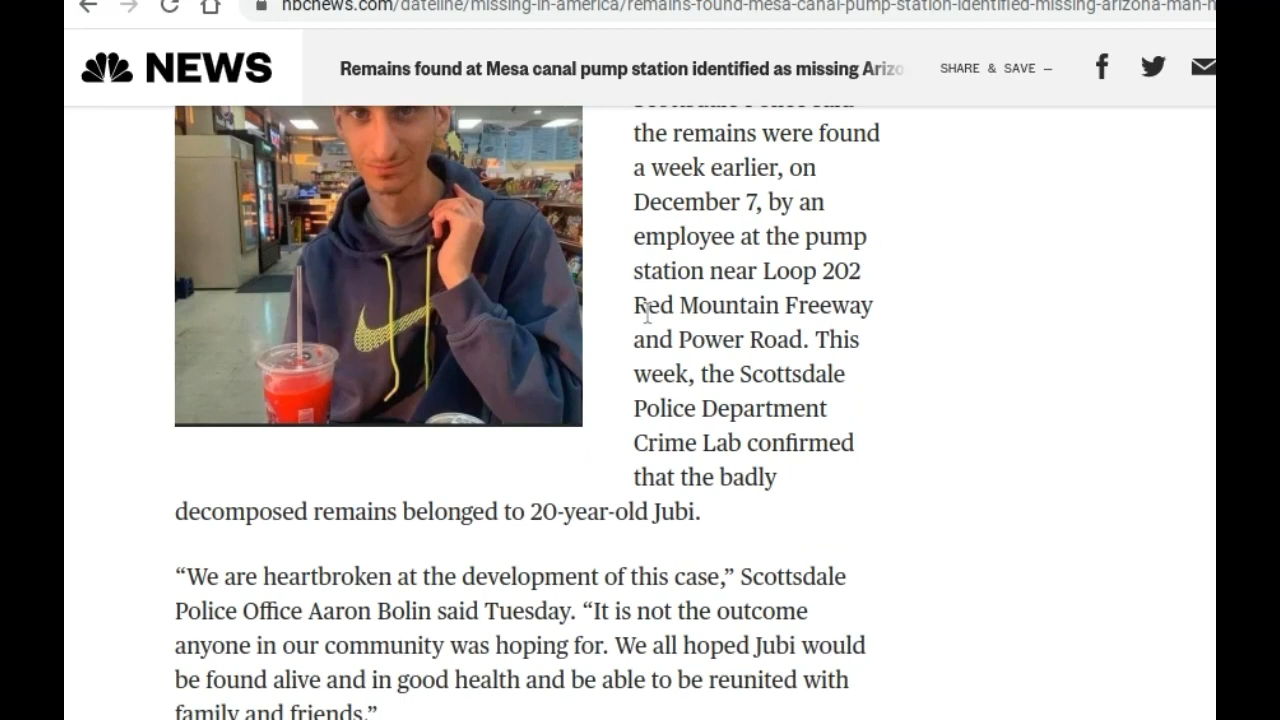 nbcnews.com/dateline/missing-in-america/remains-found-mesa-canal-pump-station-identified-missing-arizona-man-n
NEWS
Remains found at Mesa canal pump station identified as missing Arizo
SHARE & SAVE —
Scottsdale Police said
the remains were found
a week earlier, on
December 7, by an
employee at the pump
station near Loop 202
Red Mountain Freeway
and Power Road. This
week, the Scottsdale
Police Department
Crime Lab confirmed
that the badly
decomposed remains belonged to 20-year-old Jubi.
“We are heartbroken at the development of this case,” Scottsdale
Police Office Aaron Bolin said Tuesday. “It is not the outcome
anyone in our community was hoping for. We all hoped Jubi would
be found alive and in good health and be able to be reunited with
family and friends.”